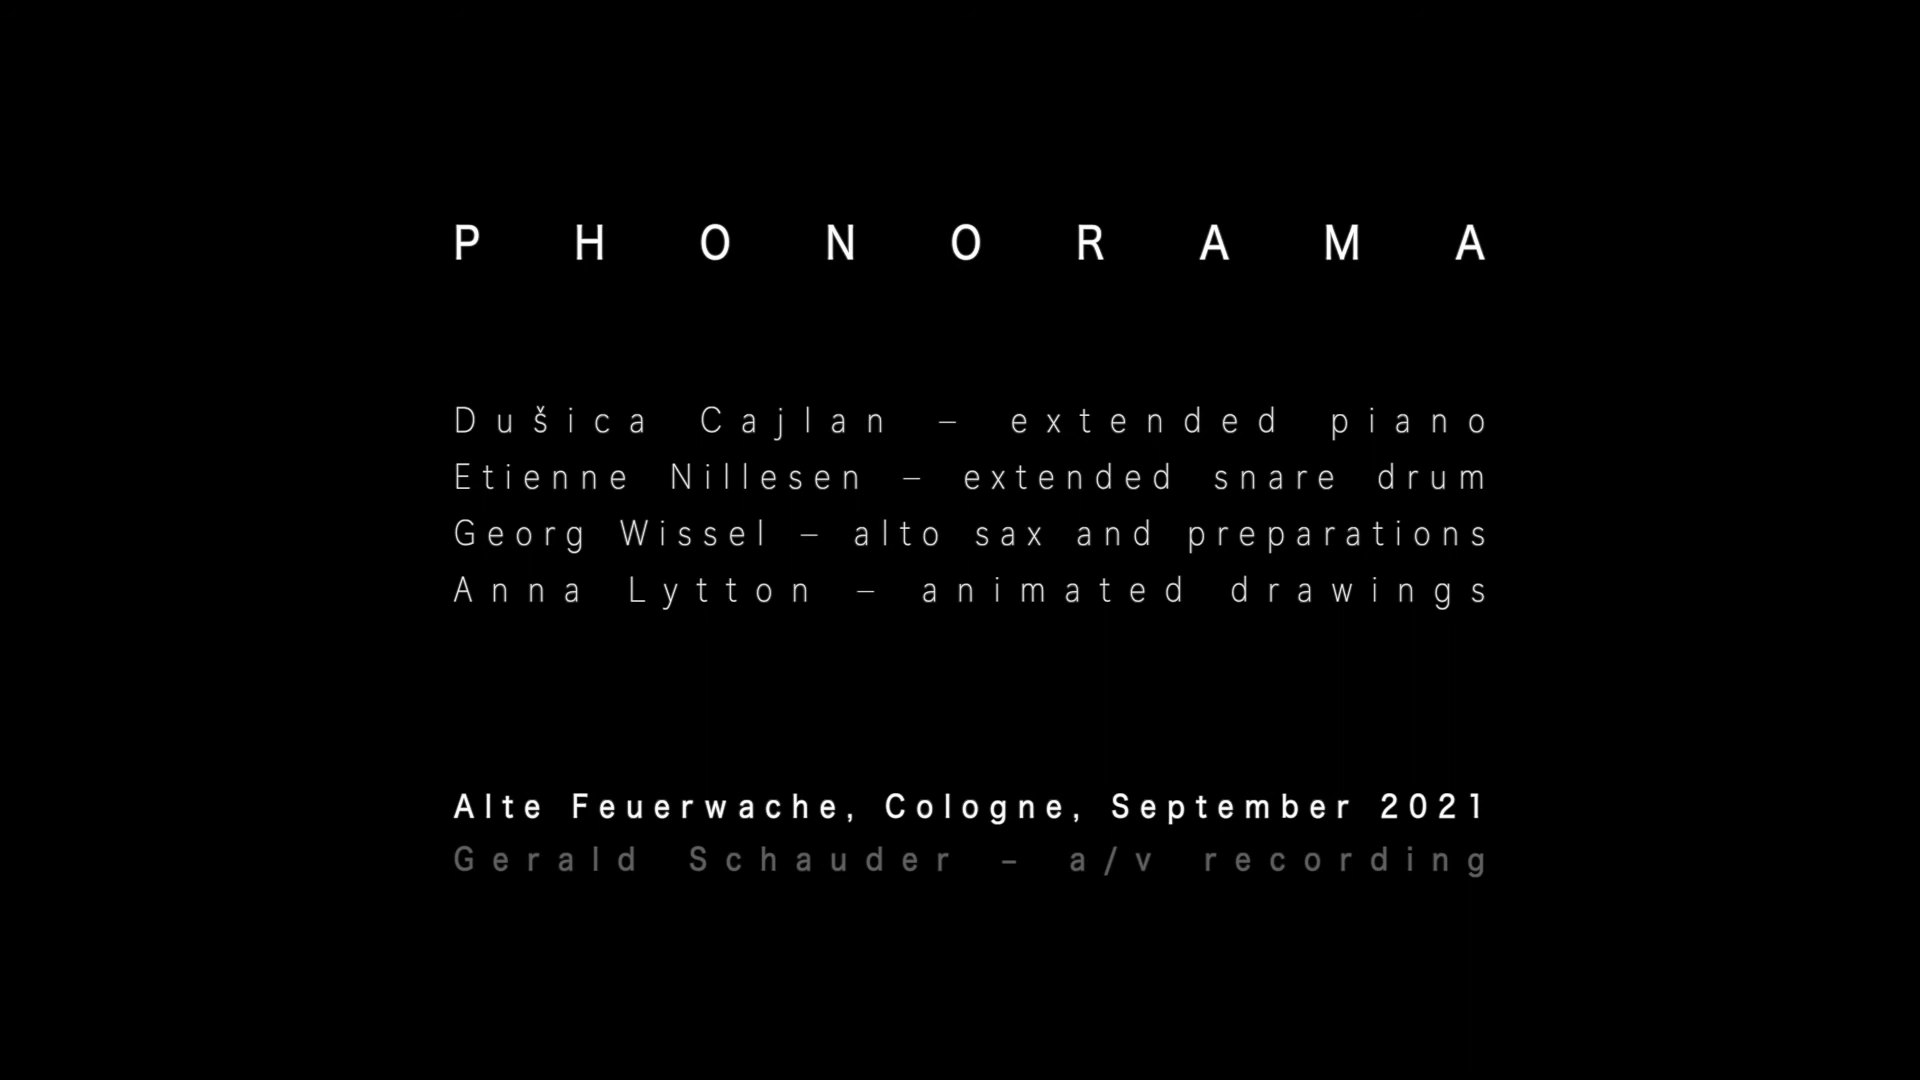 PHONORAMA
Dušica Cajlan – extended piano
Etienne Nillesen – extended snare drum
Georg Wissel – alto sax and preparations
Anna Lytton – animated drawings
Alte Feuerwache, Cologne, September 2021
Gerald Schauder – a/v recording